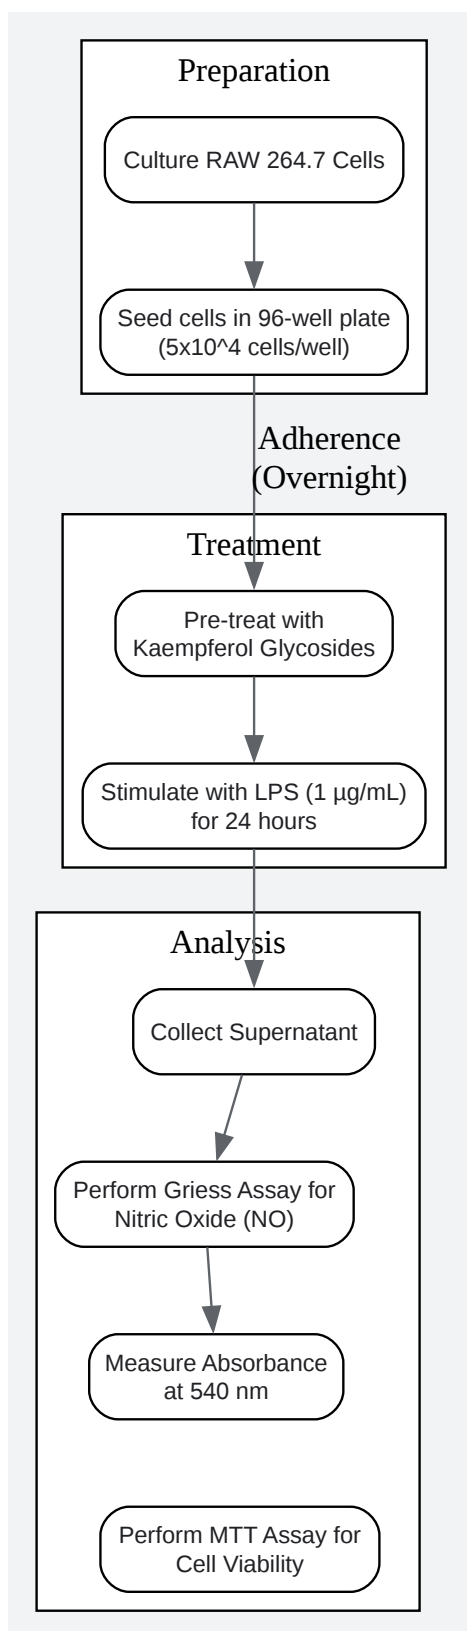 Preparation
Culture RAW 264.7 Cells
Seed cells in 96-well plate
(5x10^4 cells/well)
Adherence
(Overnight)
Treatment
Pre-treat with
Kaempferol Glycosides
Stimulate with LPS (1 µg/mL)
for 24 hours
Analysis
Collect Supernatant
Perform Griess Assay for
Nitric Oxide (NO)
Measure Absorbance
at 540 nm
Perform MTT Assay for
Cell Viability